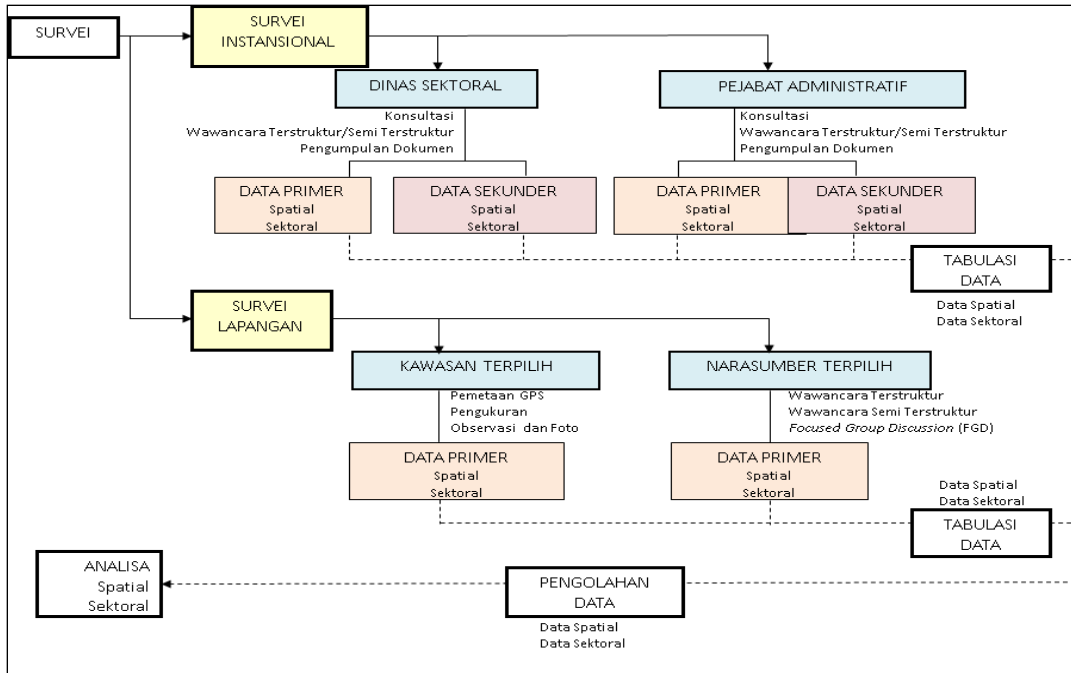 SURVEI
SURVEI
INSTANSIONAL
DINAS SEKTORAL
Konsultasi
Wawancara Terstruktur/Semi Terstruktur
Pengumpulan Dokumen
PEJABAT ADMINISTRATIF
Konsultasi
Wawancara Terstruktur/Semi Terstruktur
Pengumpulan Dokumen
DATA PRIMER
Spatial
Sektoral
DATA SEKUNDER
Spatial
Sektoral
DATA PRIMER
Spatial
Sektoral
DATA SEKUNDER
Spatial
Sektoral
TABULASI
DATA
Data Spatial
Data Sektoral
SURVEI
LAPANGAN
KAWASAN TERPILIH
Pemetaan GPS
Pengukuran
Observasi dan Foto
NARASUMBER TERPILIH
Wawancara Terstruktur
Wawancara Semi Terstruktur
Focused Group Discussion (FGD)
DATA PRIMER
Spatial
Sektoral
DATA PRIMER
Spatial
Sektoral
Data Spatial
Data Sektoral
TABULASI
DATA
ANALISA
Spatial
Sektoral
PENGOLAHAN
DATA
Data Spatial
Data Sektoral